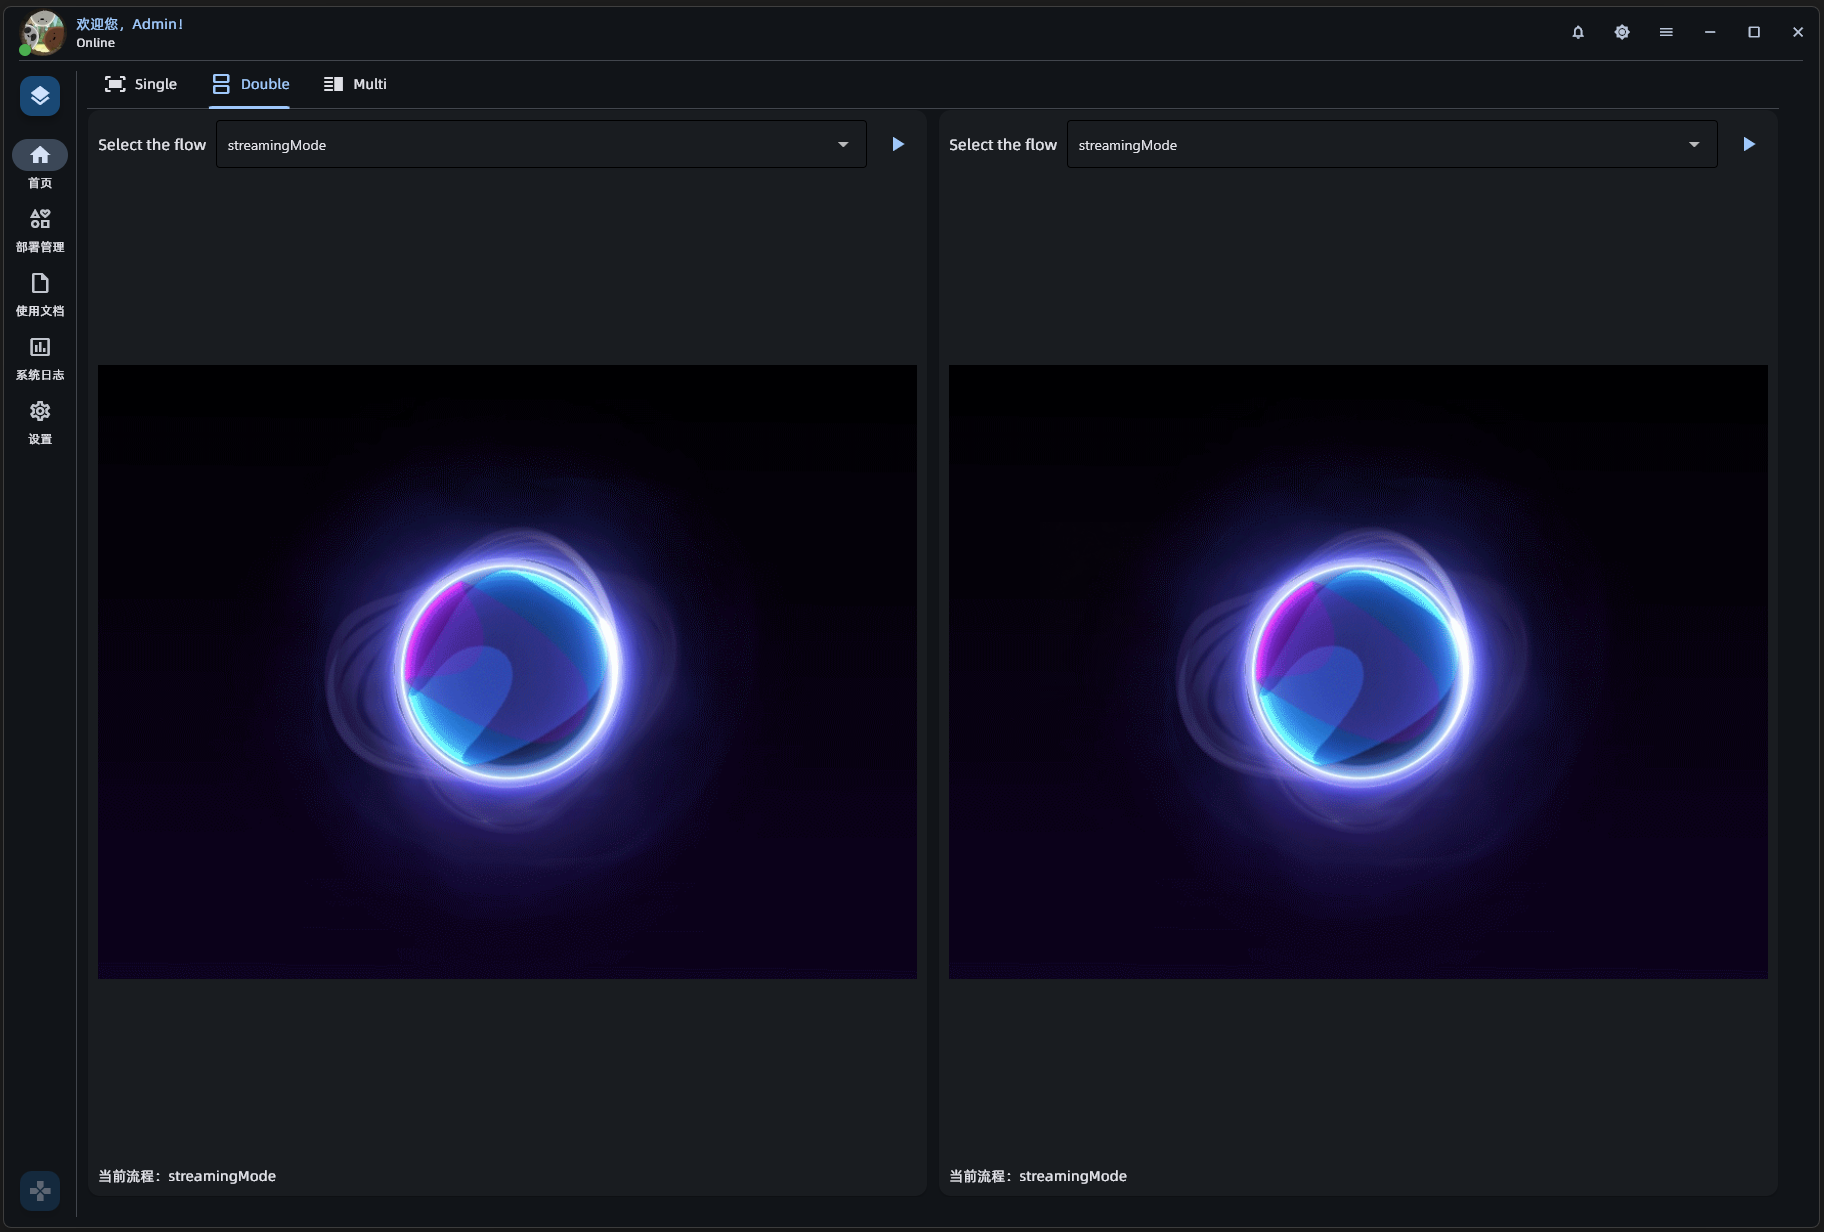 欢迎您，Admin!
Online
Single
Double
Multi
首页
部署管理
使用文档
系统日志
设置
Select the flow
streamingMode
当前流程：streamingMode
Select the flow
streamingMode
当前流程：streamingMode